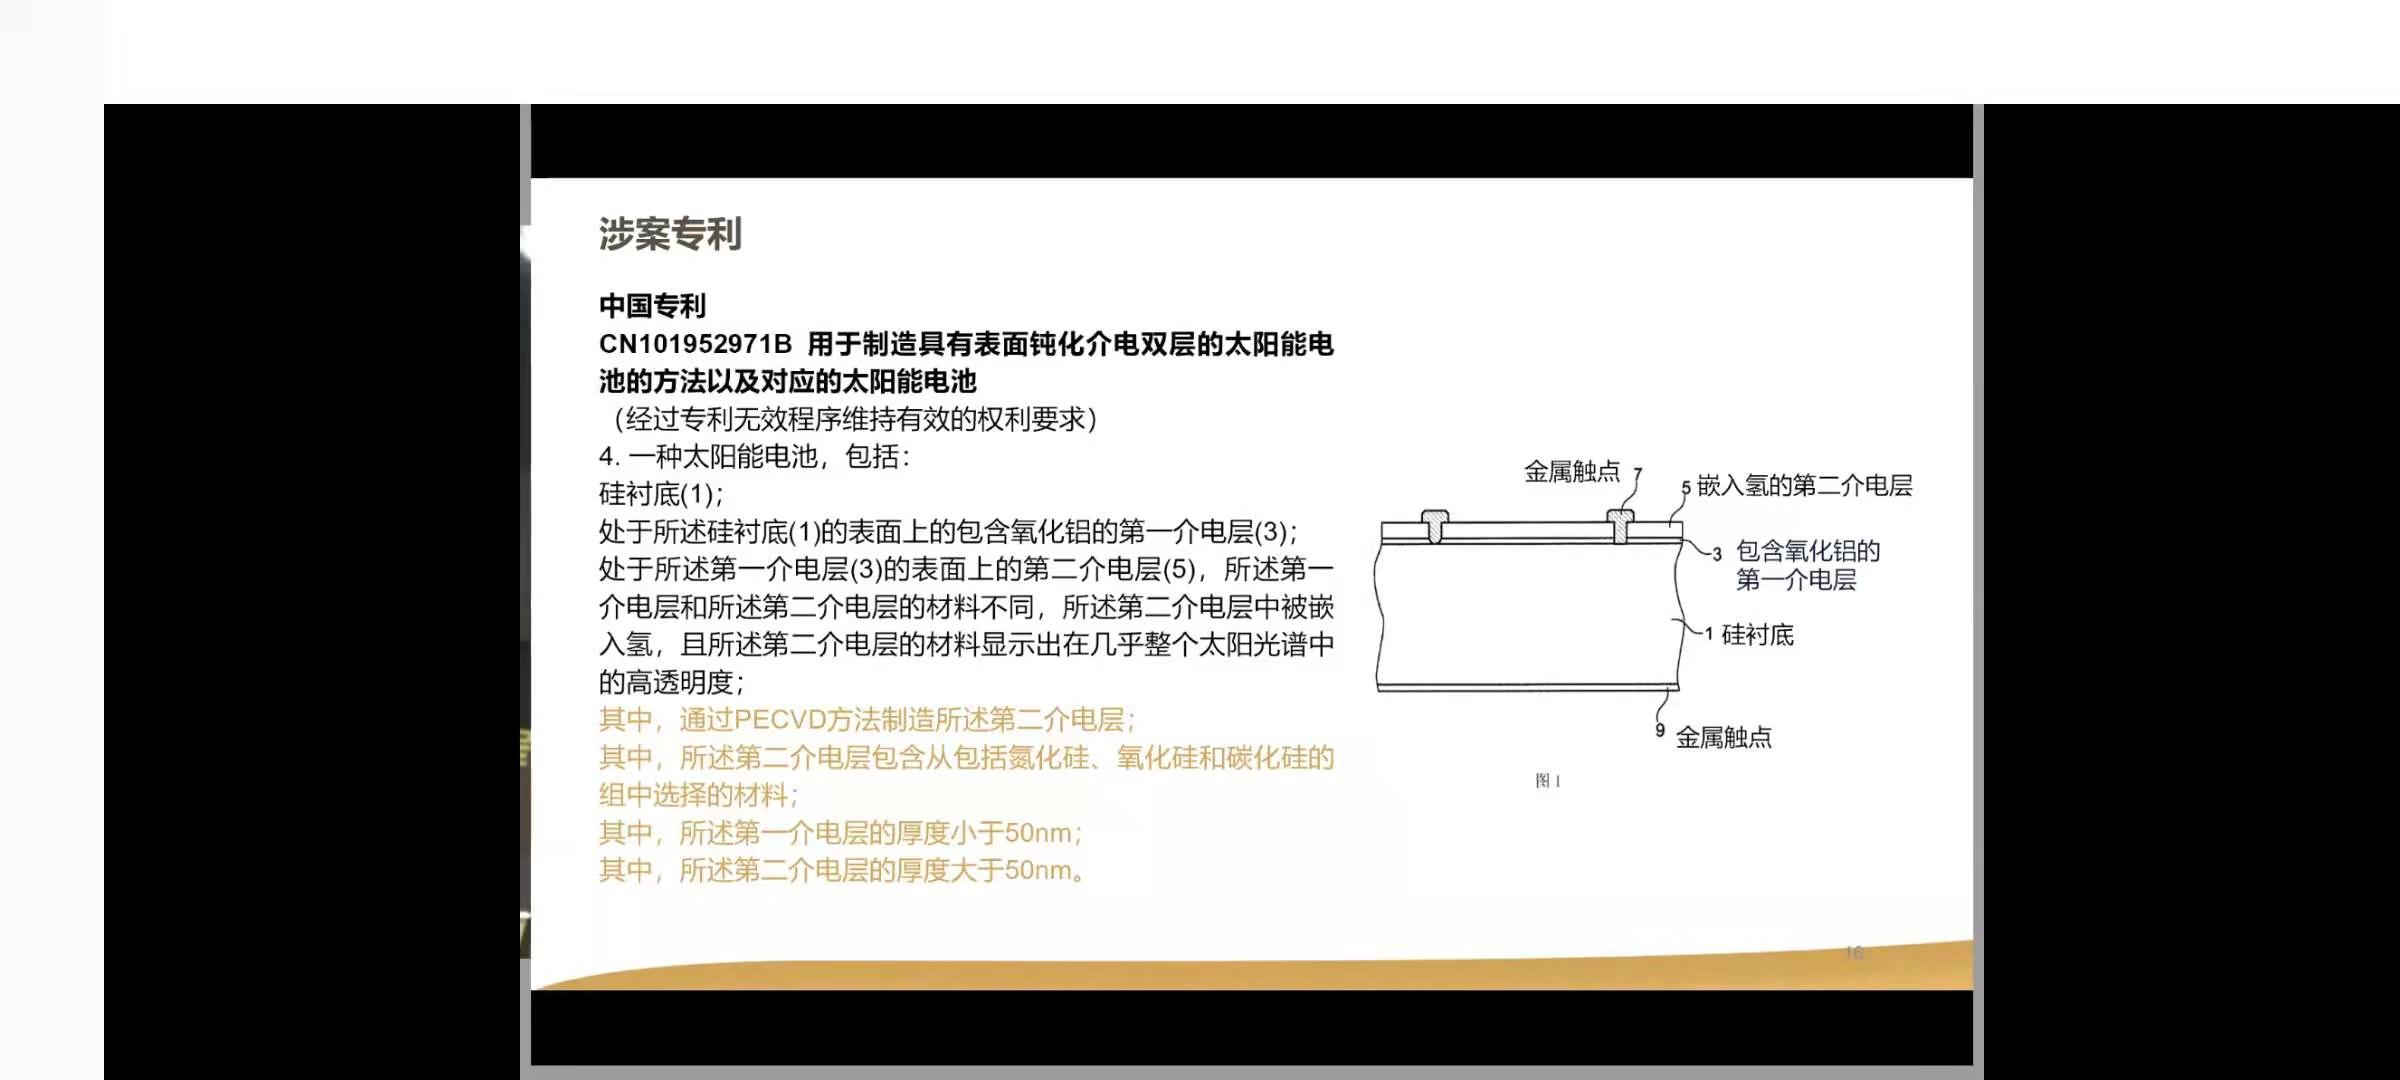 涉案专利
中国专利
CN101952971B 用于制造具有表面钝化介电双层的太阳能电
池的方法以及对应的太阳能电池
（经过专利无效程序维持有效的权利要求）
4. 一种太阳能电池，包括：
硅衬底(1)；
处于所述硅衬底(1)的表面上的包含氧化铝的第一介电层(3)；
处于所述第一介电层(3)的表面上的第二介电层(5)，所述第一
介电层和所述第二介电层的材料不同，所述第二介电层中被嵌
入氢，且所述第二介电层的材料显示出在几乎整个太阳光谱中
的高透明度；
其中，通过PECVD方法制造所述第二介电层；
其中，所述第二介电层包含从包括氮化硅、氧化硅和碳化硅的
组中选择的材料；
其中，所述第一介电层的厚度小于50nm；
其中，所述第二介电层的厚度大于50nm。
金属触点 7
5 嵌入氢的第二介电层
3 包含氧化铝的
第一介电层
1 硅衬底
9 金属触点
图 1
16